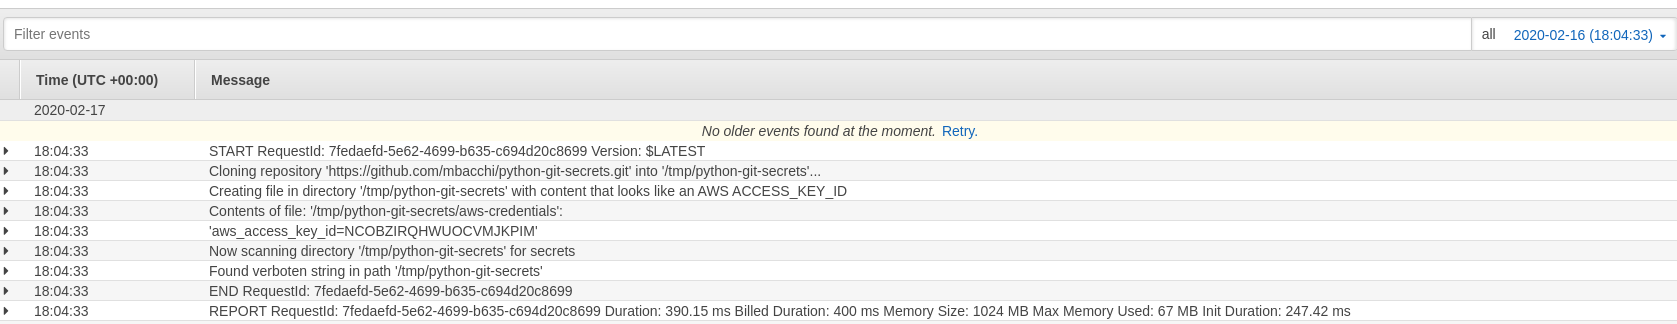 Filter events all 2020-02-16 (18:04:33)
Time (UTC +00:00) Message
2020-02-17
No older events found at the moment. Retry.
18:04:33 START RequestId: 7fedaefd-5e62-4699-b635-c694d20c8699 Version: $LATEST
18:04:33 Cloning repository 'https://github.com/mbacchi/python-git-secrets.git' into '/tmp/python-git-secrets'...
18:04:33 Creating file in directory '/tmp/python-git-secrets' with content that looks like an AWS ACCESS_KEY_ID
18:04:33 Contents of file: '/tmp/python-git-secrets/aws-credentials':
18:04:33 'aws_access_key_id=NCOBZIRQHWUOCVMJKPIM'
18:04:33 Now scanning directory '/tmp/python-git-secrets' for secrets
18:04:33 Found verboten string in path '/tmp/python-git-secrets'
18:04:33 END RequestId: 7fedaefd-5e62-4699-b635-c694d20c8699
18:04:33 REPORT RequestId: 7fedaefd-5e62-4699-b635-c694d20c8699 Duration: 390.15 ms Billed Duration: 400 ms Memory Size: 1024 MB Max Memory Used: 67 MB Init Duration: 247.42 ms